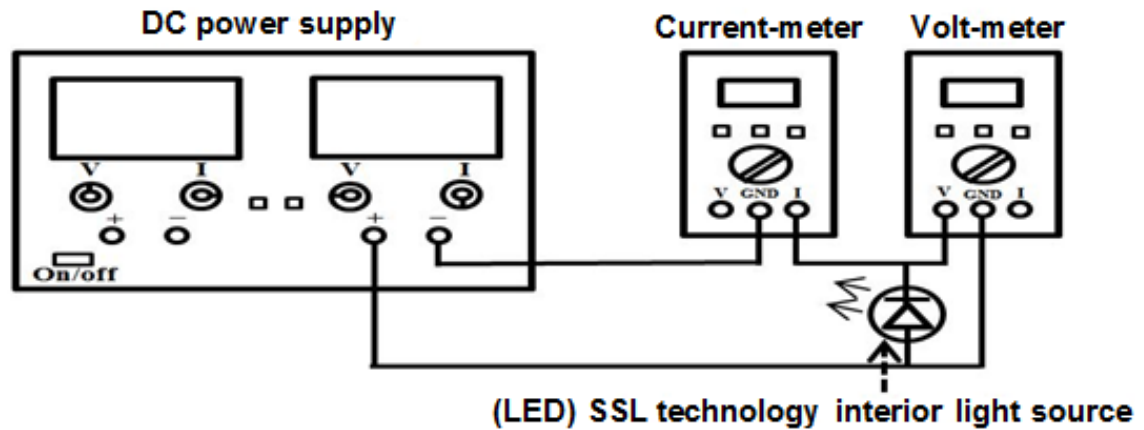 DC power supply
Current-meter
Volt-meter
V I V I
+ − + −
On/off
V GND I
V GND I
(LED) SSL technology interior light source